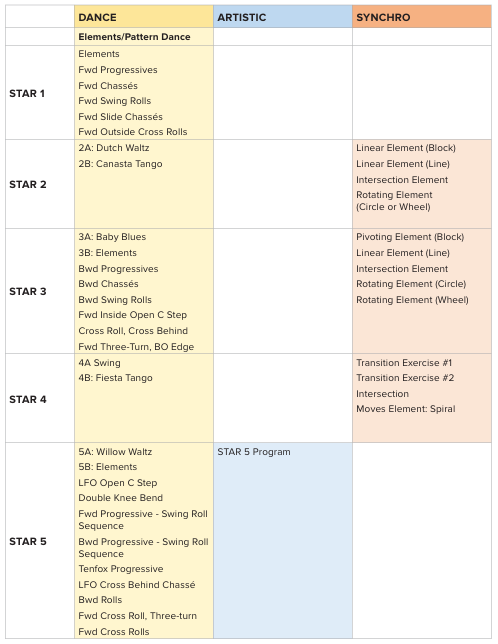 DANCE ARTISTIC SYNCHRO
Elements/Pattern Dance
STAR 1
Elements
Fwd Progressives
Fwd Chassés
Fwd Swing Rolls
Fwd Slide Chassés
Fwd Outside Cross Rolls
STAR 2
2A: Dutch Waltz
2B: Canasta Tango
Linear Element (Block)
Linear Element (Line)
Intersection Element
Rotating Element
(Circle or Wheel)
STAR 3
3A: Baby Blues
3B: Elements
Bwd Progressives
Bwd Chassés
Bwd Swing Rolls
Fwd Inside Open C Step
Cross Roll, Cross Behind
Fwd Three-Turn, BO Edge
Pivoting Element (Block)
Linear Element (Line)
Intersection Element
Rotating Element (Circle)
Rotating Element (Wheel)
STAR 4
4A Swing
4B: Fiesta Tango
Transition Exercise #1
Transition Exercise #2
Intersection
Moves Element: Spiral
STAR 5
5A: Willow Waltz
5B: Elements
LFO Open C Step
Double Knee Bend
Fwd Progressive - Swing Roll
Sequence
Bwd Progressive - Swing Roll
Sequence
Tenfox Progressive
LFO Cross Behind Chassé
Bwd Rolls
Fwd Cross Roll, Three-turn
Fwd Cross Rolls
STAR 5 Program